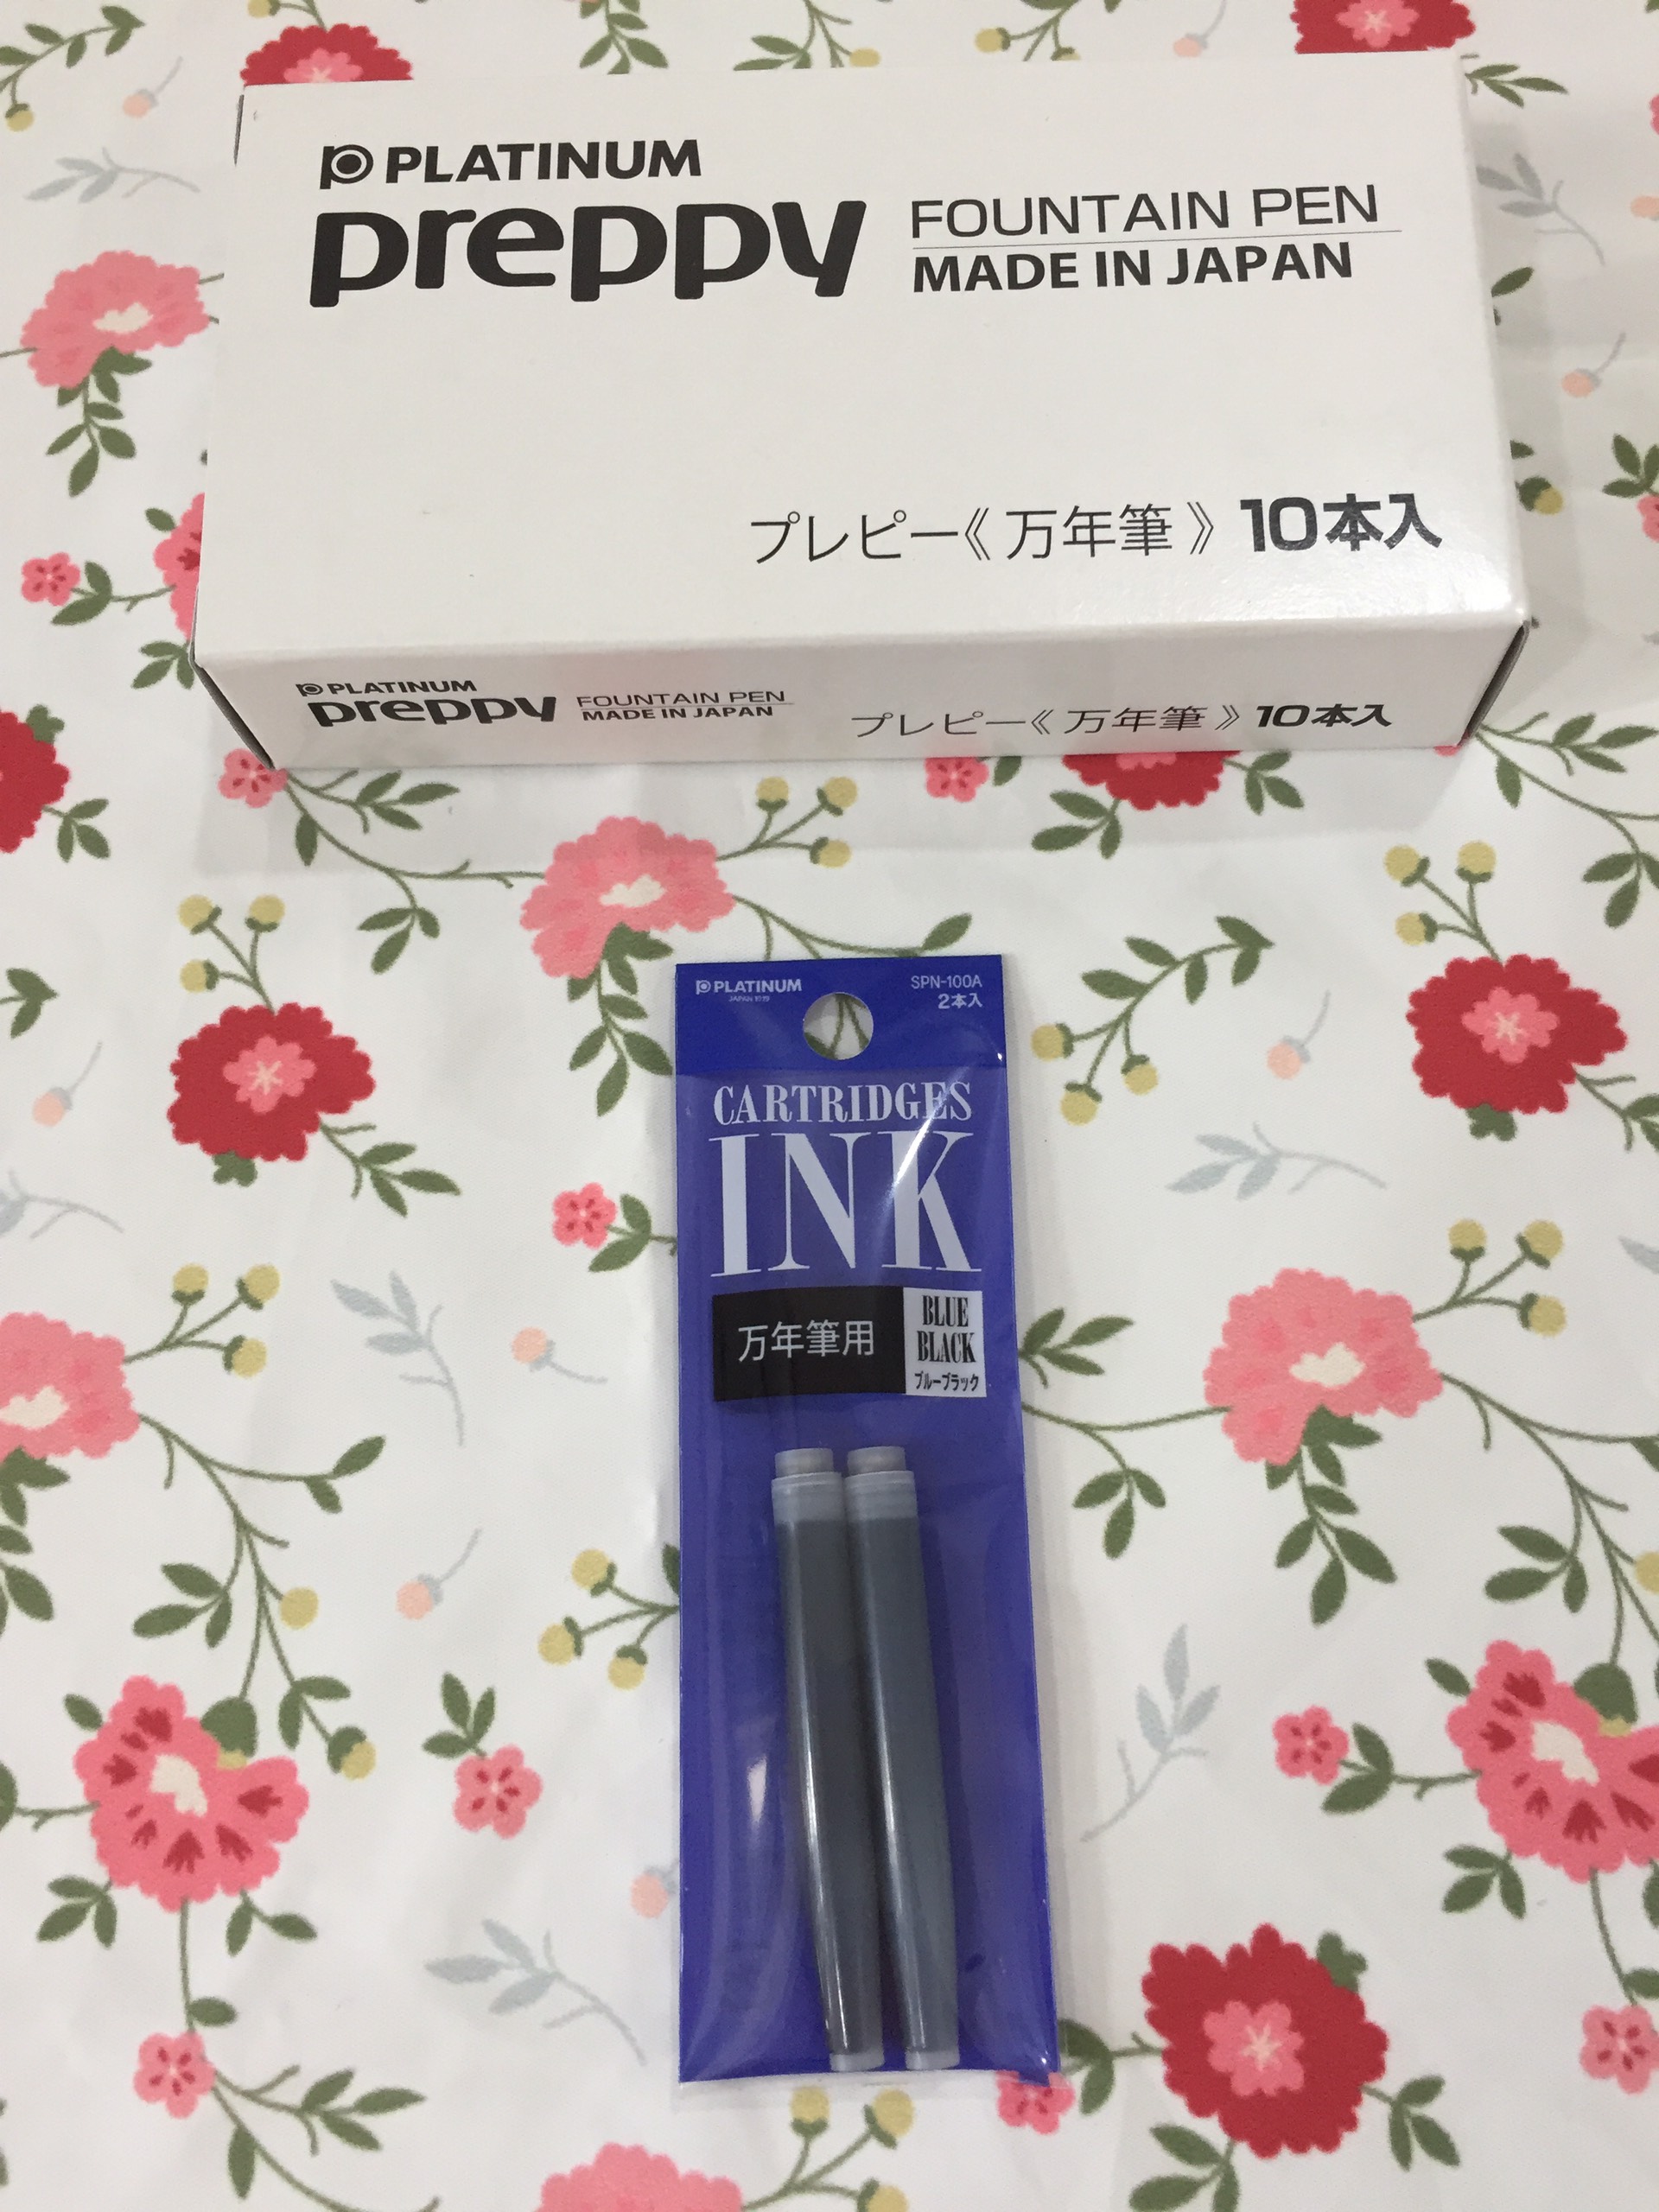 PLATINUM
preppy
FOUNTAIN PEN
MADE IN JAPAN
プレピー《万年筆》10本入
PLATINUM
preppy
FOUNTAIN PEN
MADE IN JAPAN
プレピー《万年筆》10本入
PLATINUM
JAPAN 1919
SPN-100A
2本入
CARTRIDGES
INK
万年筆用
BLUE
BLACK
ブルーブラック